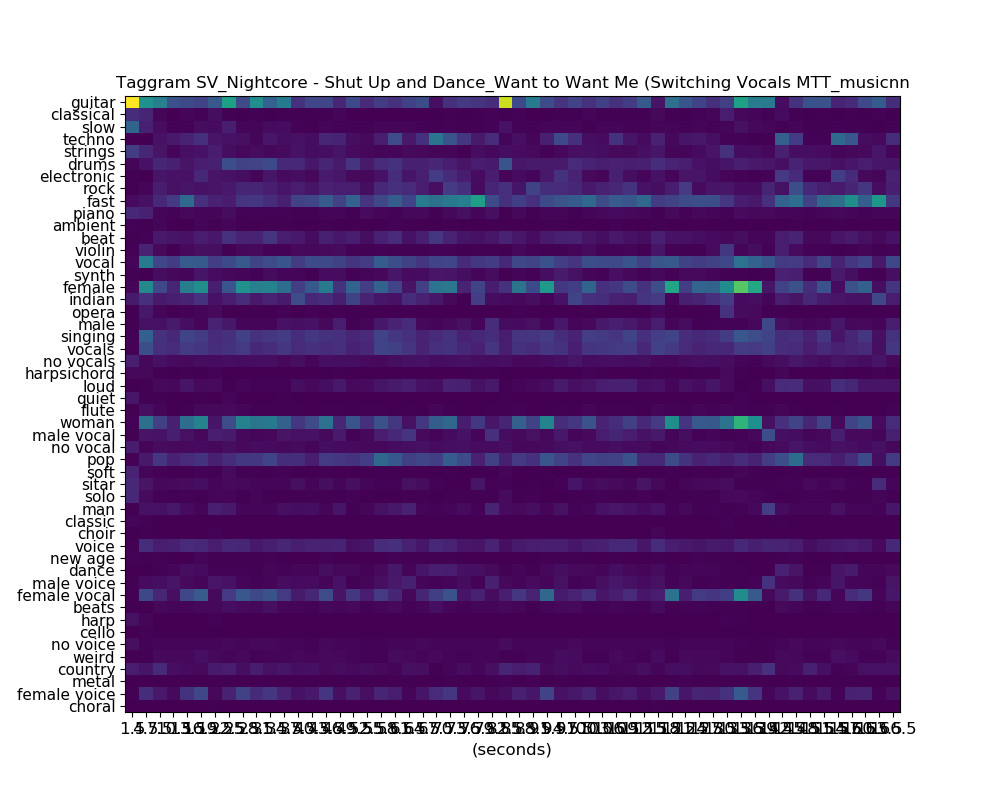 Taggram SV_Nightcore - Shut Up and Dance_Want to Want Me (Switching Vocals MTT_musicnn
guitar
classical
slow
techno
strings
drums
electronic
rock
fast
piano
ambient
beat
violin
vocal
synth
female
indian
opera
male
singing
vocals
no vocals
harpsichord
loud
quiet
flute
woman
male vocal
no vocal
pop
soft
sitar
solo
man
classic
choir
voice
new age
dance
male voice
female vocal
beats
harp
cello
no voice
weird
country
metal
female voice
choral
(seconds)